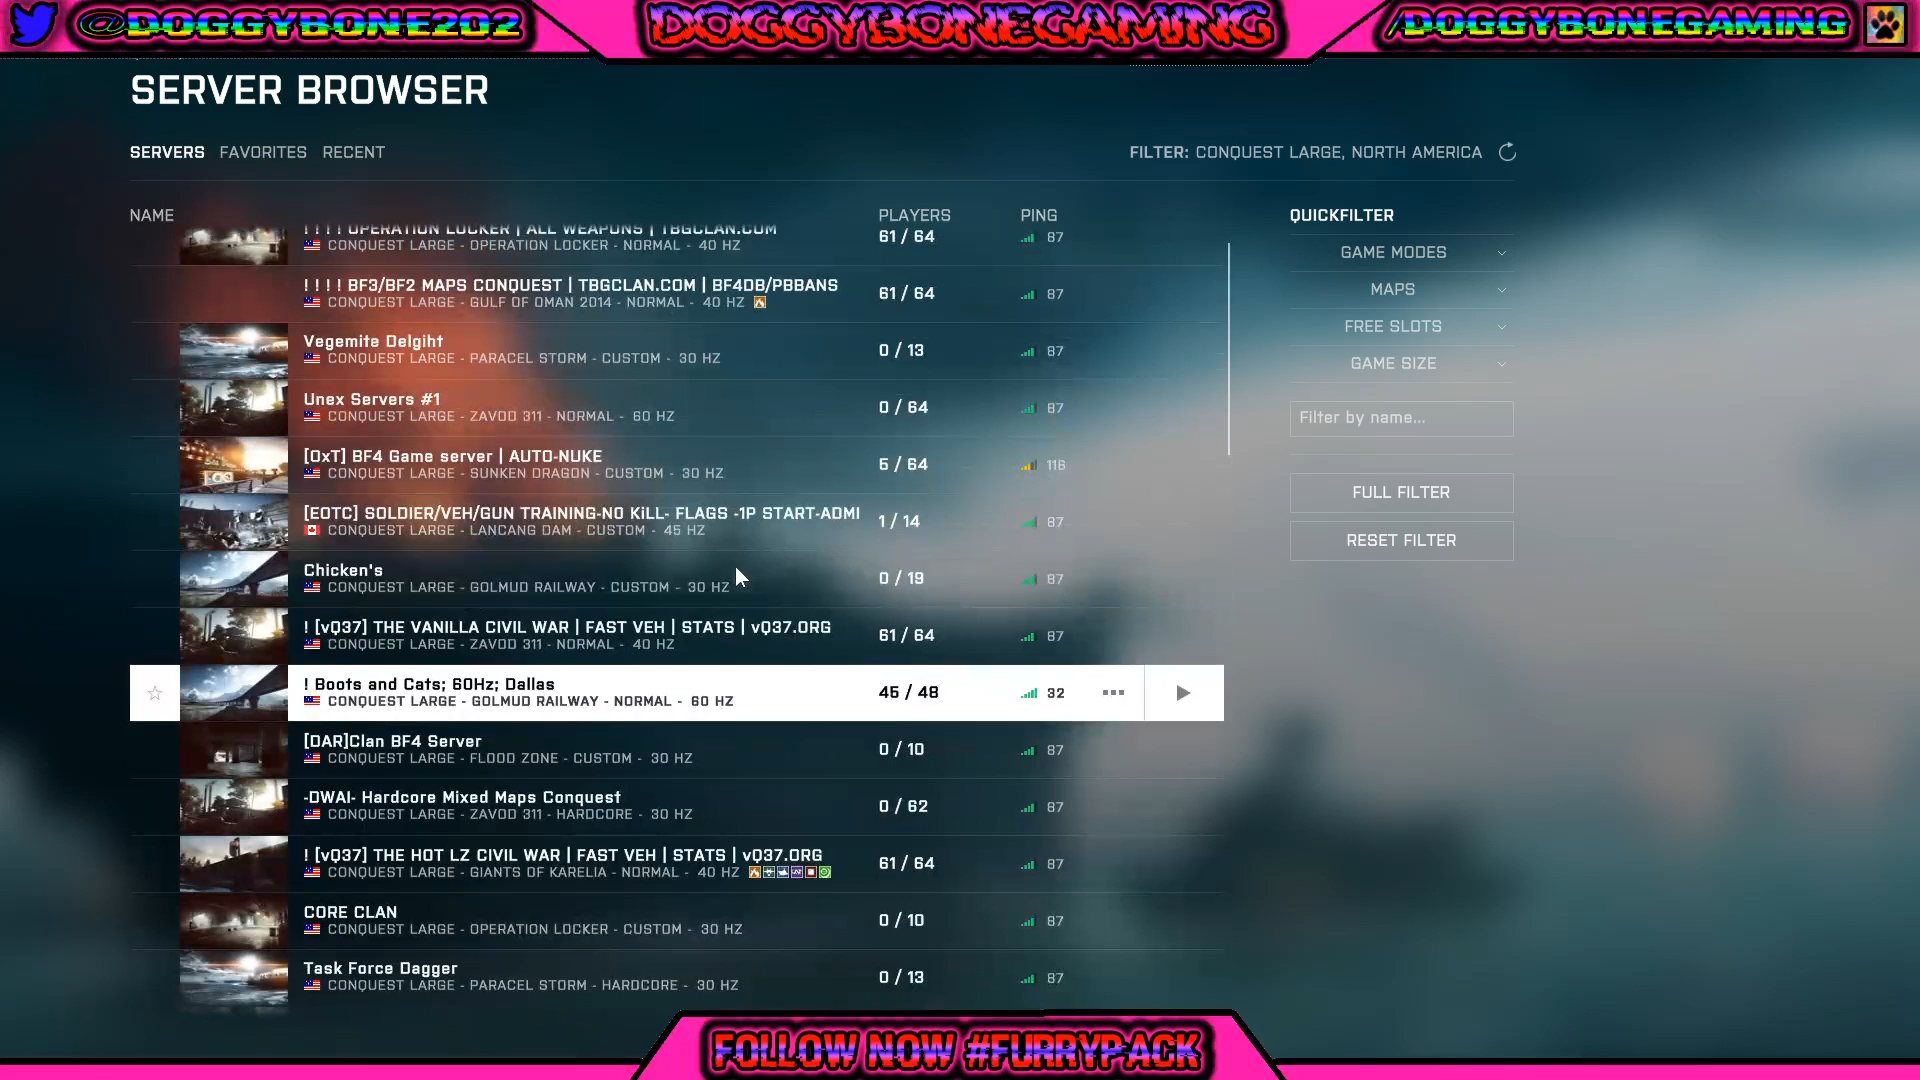 @DOGGYBONE202
DOGGYBONEGAMING
/DOGGYBONEGAMING
SERVER BROWSER
SERVERS FAVORITES RECENT
FILTER: CONQUEST LARGE, NORTH AMERICA
NAME PLAYERS PING
! ! ! ! OPERATION LOCKER | ALL WEAPONS | TBGCLAN.COM
CONQUEST LARGE - OPERATION LOCKER - NORMAL - 40 HZ
61 / 64 87
! ! ! ! BF3/BF2 MAPS CONQUEST | TBGCLAN.COM | BF4DB/PBBANS
CONQUEST LARGE - GULF OF OMAN 2014 - NORMAL - 40 HZ
61 / 64 87
Vegemite Delgiht
CONQUEST LARGE - PARACEL STORM - CUSTOM - 30 HZ
0 / 13 87
Unex Servers #1
CONQUEST LARGE - ZAVOD 311 - NORMAL - 60 HZ
0 / 64 87
[OxT] BF4 Game server | AUTO-NUKE
CONQUEST LARGE - SUNKEN DRAGON - CUSTOM - 30 HZ
5 / 64 116
[EOTC] SOLDIER/VEH/GUN TRAINING-NO KiLL- FLAGS -1P START-ADMI
CONQUEST LARGE - LANCANG DAM - CUSTOM - 45 HZ
1 / 14 87
Chicken's
CONQUEST LARGE - GOLMUD RAILWAY - CUSTOM - 30 HZ
0 / 19 87
! [vQ37] THE VANILLA CIVIL WAR | FAST VEH | STATS | vQ37.ORG
CONQUEST LARGE - ZAVOD 311 - NORMAL - 40 HZ
61 / 64 87
! Boots and Cats; 60Hz; Dallas
CONQUEST LARGE - GOLMUD RAILWAY - NORMAL - 60 HZ
45 / 48 32
[DAR]Clan BF4 Server
CONQUEST LARGE - FLOOD ZONE - CUSTOM - 30 HZ
0 / 10 87
-DWAI- Hardcore Mixed Maps Conquest
CONQUEST LARGE - ZAVOD 311 - HARDCORE - 30 HZ
0 / 62 87
! [vQ37] THE HOT LZ CIVIL WAR | FAST VEH | STATS | vQ37.ORG
CONQUEST LARGE - GIANTS OF KARELIA - NORMAL - 40 HZ
61 / 64 87
CORE CLAN
CONQUEST LARGE - OPERATION LOCKER - CUSTOM - 30 HZ
0 / 10 87
Task Force Dagger
CONQUEST LARGE - PARACEL STORM - HARDCORE - 30 HZ
0 / 13 87
QUICKFILTER
GAME MODES
MAPS
FREE SLOTS
GAME SIZE
Filter by name...
FULL FILTER
RESET FILTER
FOLLOW NOW #FURRYPACK